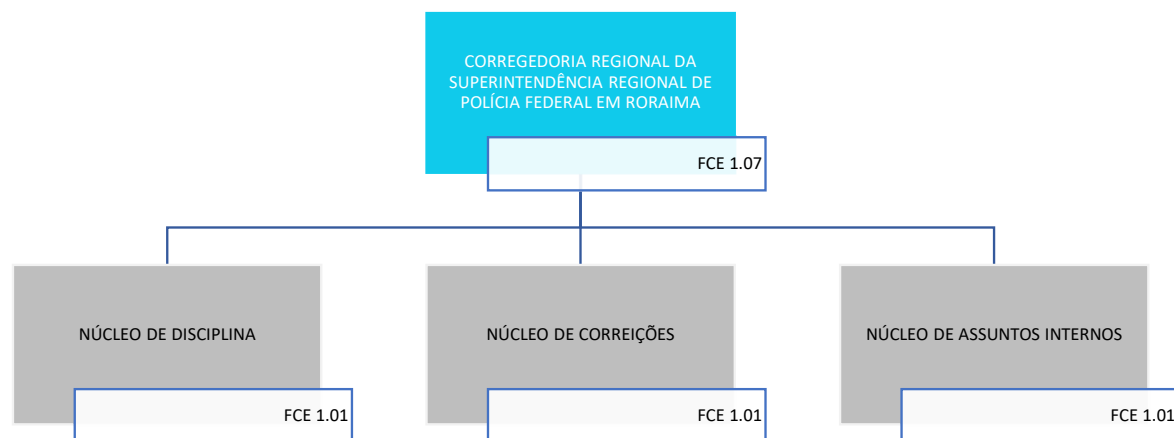 CORREGEDORIA REGIONAL DA
SUPERINTENDÊNCIA REGIONAL DE
POLÍCIA FEDERAL EM RORAIMA
FCE 1.07
NÚCLEO DE DISCIPLINA
FCE 1.01
NÚCLEO DE CORREIÇÕES
FCE 1.01
NÚCLEO DE ASSUNTOS INTERNOS
FCE 1.01